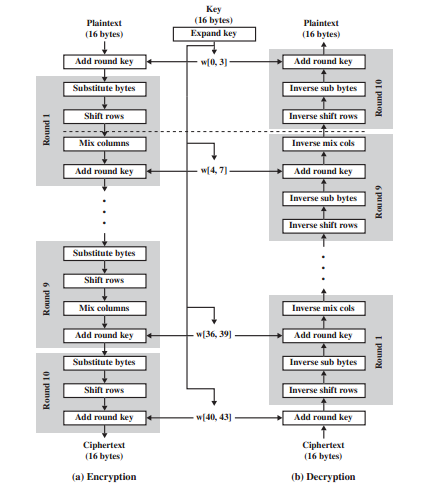 Key
(16 bytes)
Expand key
Plaintext
(16 bytes)
Add round key
Substitute bytes
Shift rows
Mix columns
Add round key
Round 1
Substitute bytes
Shift rows
Mix columns
Add round key
Round 9
Substitute bytes
Shift rows
Add round key
Round 10
Ciphertext
(16 bytes)
(a) Encryption
w[0, 3]
w[4, 7]
w[36, 39]
w[40, 43]
Plaintext
(16 bytes)
Add round key
Inverse sub bytes
Inverse shift rows
Round 10
Inverse mix cols
Add round key
Inverse sub bytes
Inverse shift rows
Round 9
Inverse mix cols
Add round key
Inverse sub bytes
Inverse shift rows
Round 1
Add round key
Ciphertext
(16 bytes)
(b) Decryption